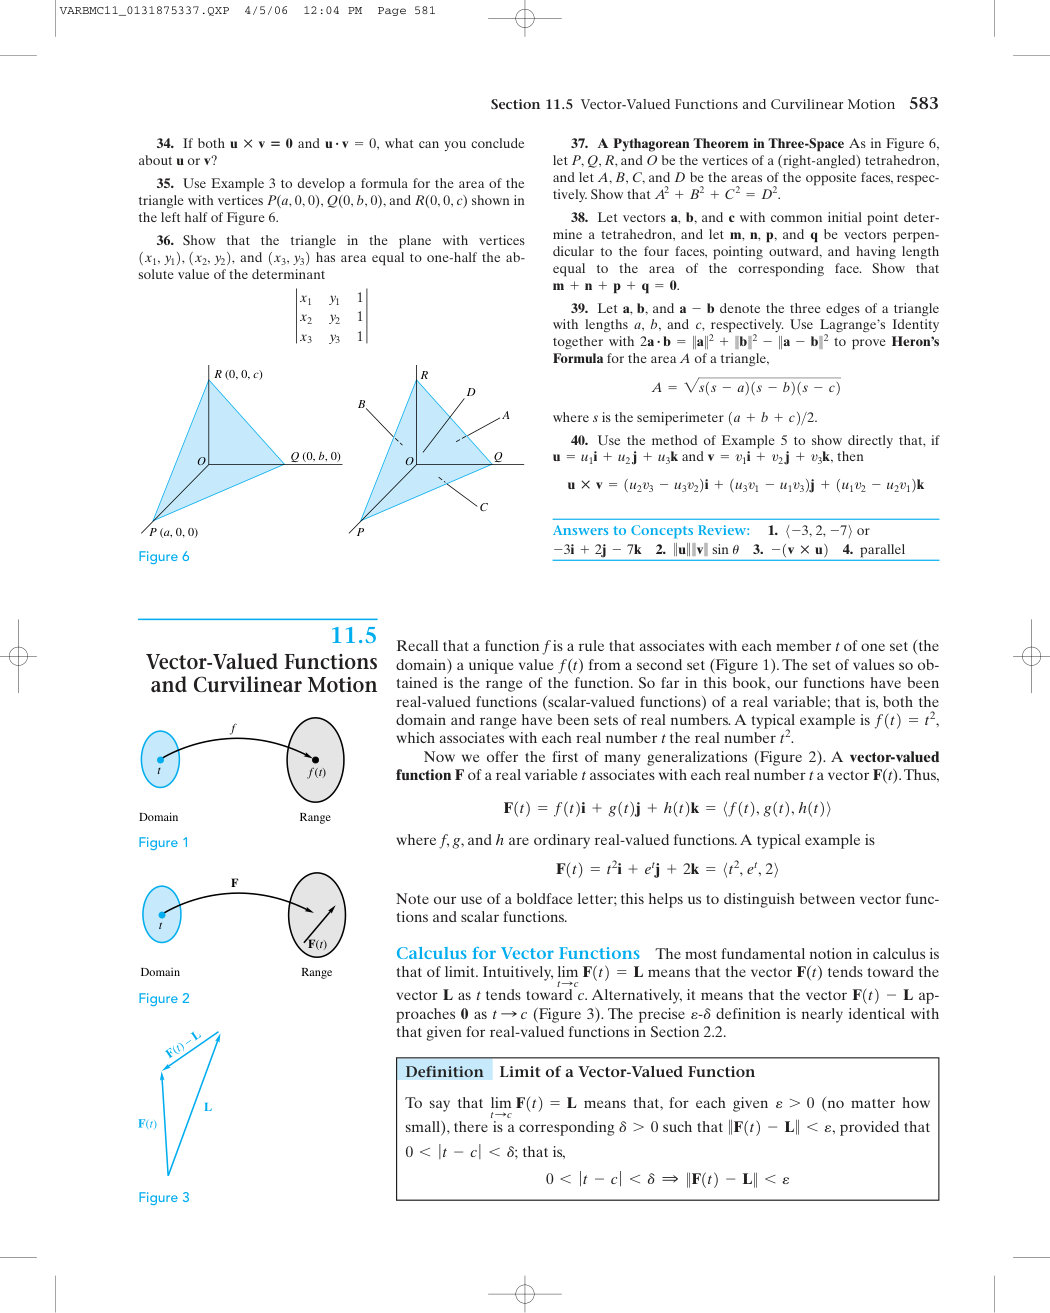 VARBMC11_0131875337.QXP 4/5/06 12:04 PM Page 581
Section 11.5 Vector-Valued Functions and Curvilinear Motion 583
34. If both u × v = 0 and u · v = 0, what can you conclude
about u or v?
35. Use Example 3 to develop a formula for the area of the
triangle with vertices P(a, 0, 0), Q(0, b, 0), and R(0, 0, c) shown in
the left half of Figure 6.
36. Show that the triangle in the plane with vertices
(x₁, y₁), (x₂, y₂), and (x₃, y₃) has area equal to one-half the ab-
solute value of the determinant
| x₁ y₁ 1 |
| x₂ y₂ 1 |
| x₃ y₃ 1 |
R (0, 0, c)
O
Q (0, b, 0)
P (a, 0, 0)
R
D
B
A
O
Q
C
P
Figure 6
37. A Pythagorean Theorem in Three-Space As in Figure 6,
let P, Q, R, and O be the vertices of a (right-angled) tetrahedron,
and let A, B, C, and D be the areas of the opposite faces, respec-
tively. Show that A² + B² + C² = D².
38. Let vectors a, b, and c with common initial point deter-
mine a tetrahedron, and let m, n, p, and q be vectors perpen-
dicular to the four faces, pointing outward, and having length
equal to the area of the corresponding face. Show that
m + n + p + q = 0.
39. Let a, b, and a − b denote the three edges of a triangle
with lengths a, b, and c, respectively. Use Lagrange's Identity
together with 2a · b = ‖a‖² + ‖b‖² − ‖a − b‖² to prove Heron's
Formula for the area A of a triangle,
A = √s(s − a)(s − b)(s − c)
where s is the semiperimeter (a + b + c)/2.
40. Use the method of Example 5 to show directly that, if
u = u₁i + u₂j + u₃k and v = v₁i + v₂j + v₃k, then
u × v = (u₂v₃ − u₃v₂)i + (u₃v₁ − u₁v₃)j + (u₁v₂ − u₂v₁)k
Answers to Concepts Review: 1. ⟨−3, 2, −7⟩ or
−3i + 2j − 7k 2. ‖u‖‖v‖ sin θ 3. −(v × u) 4. parallel
11.5
Vector-Valued Functions
and Curvilinear Motion
f
t
f(t)
Domain Range
Figure 1
F
t
F(t)
Domain Range
Figure 2
F(t) − L
L
F(t)
Figure 3
Recall that a function f is a rule that associates with each member t of one set (the
domain) a unique value f(t) from a second set (Figure 1). The set of values so ob-
tained is the range of the function. So far in this book, our functions have been
real-valued functions (scalar-valued functions) of a real variable; that is, both the
domain and range have been sets of real numbers. A typical example is f(t) = t²,
which associates with each real number t the real number t².
Now we offer the first of many generalizations (Figure 2). A vector-valued
function F of a real variable t associates with each real number t a vector F(t). Thus,
F(t) = f(t)i + g(t)j + h(t)k = ⟨f(t), g(t), h(t)⟩
where f, g, and h are ordinary real-valued functions. A typical example is
F(t) = t²i + eᵗj + 2k = ⟨t², eᵗ, 2⟩
Note our use of a boldface letter; this helps us to distinguish between vector func-
tions and scalar functions.
Calculus for Vector Functions The most fundamental notion in calculus is
that of limit. Intuitively, lim F(t) = L means that the vector F(t) tends toward the
t→c
vector L as t tends toward c. Alternatively, it means that the vector F(t) − L ap-
proaches 0 as t → c (Figure 3). The precise ε-δ definition is nearly identical with
that given for real-valued functions in Section 2.2.
Definition Limit of a Vector-Valued Function
To say that lim F(t) = L means that, for each given ε > 0 (no matter how
t→c
small), there is a corresponding δ > 0 such that ‖F(t) − L‖ < ε, provided that
0 < |t − c| < δ; that is,
0 < |t − c| < δ ⇒ ‖F(t) − L‖ < ε